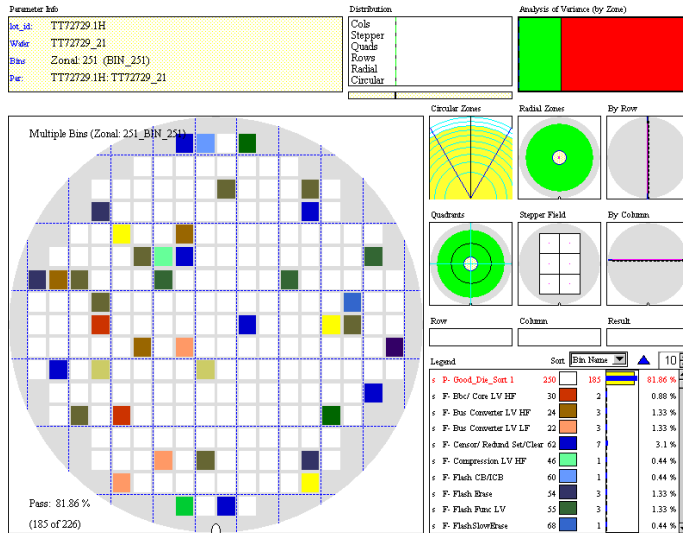 Parameter Info
lot_id: TT72729.1H
Wafer TT72729_21
Bins Zonal: 251 (BIN_251)
Par: TT72729.1H: TT72729_21
Distribution
Cols
Stepper
Quads
Rows
Radial
Circular
Analysis of Variance (by Zone)
Multiple Bins (Zonal: 251_BIN_251)
Pass: 81.86 %
(185 of 226)
Circular Zones
Radial Zones
By Row
Quadrants
Stepper Field
By Column
Row
Column
Result
Legend
Sort Bin Name 10
s P- Good_Die_Sort 1 250 185 81.86 %
s F- Bbc/ Core LV HF 30 2 0.88 %
s F- Bus Converter LV HF 24 3 1.33 %
s F- Bus Converter LV LF 22 3 1.33 %
s F- Censor/ Redund Set/Clear 62 7 3.1 %
s F- Compression LV HF 46 1 0.44 %
s F- Flash CB/ICB 60 1 0.44 %
s F- Flash Erase 54 3 1.33 %
s F- Flash Func LV 55 3 1.33 %
s F- FlashSlowErase 68 1 0.44 %